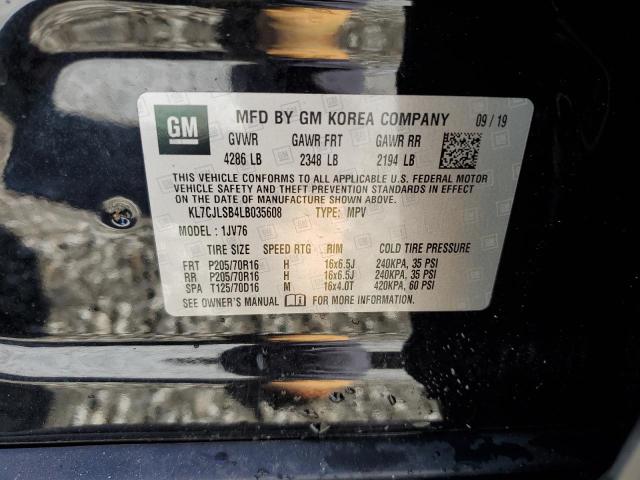 GM MFD BY GM KOREA COMPANY 09 / 19
GVWR GAWR FRT GAWR RR
4286 LB 2348 LB 2194 LB
THIS VEHICLE CONFORMS TO ALL APPLICABLE U.S. FEDERAL MOTOR
VEHICLE SAFETY AND THEFT PREVENTION STANDARDS IN EFFECT
ON THE DATE OF MANUFACTURE SHOWN ABOVE.
KL7CJLSB4LB035608 TYPE: MPV
MODEL : 1JV76
TIRE SIZE SPEED RTG RIM COLD TIRE PRESSURE
FRT P205/70R16 H 16x6.5J 240KPA, 35 PSI
RR P205/70R16 H 16x6.5J 240KPA, 35 PSI
SPA T125/70D16 M 16x4.0T 420KPA, 60 PSI
SEE OWNER'S MANUAL FOR MORE INFORMATION.